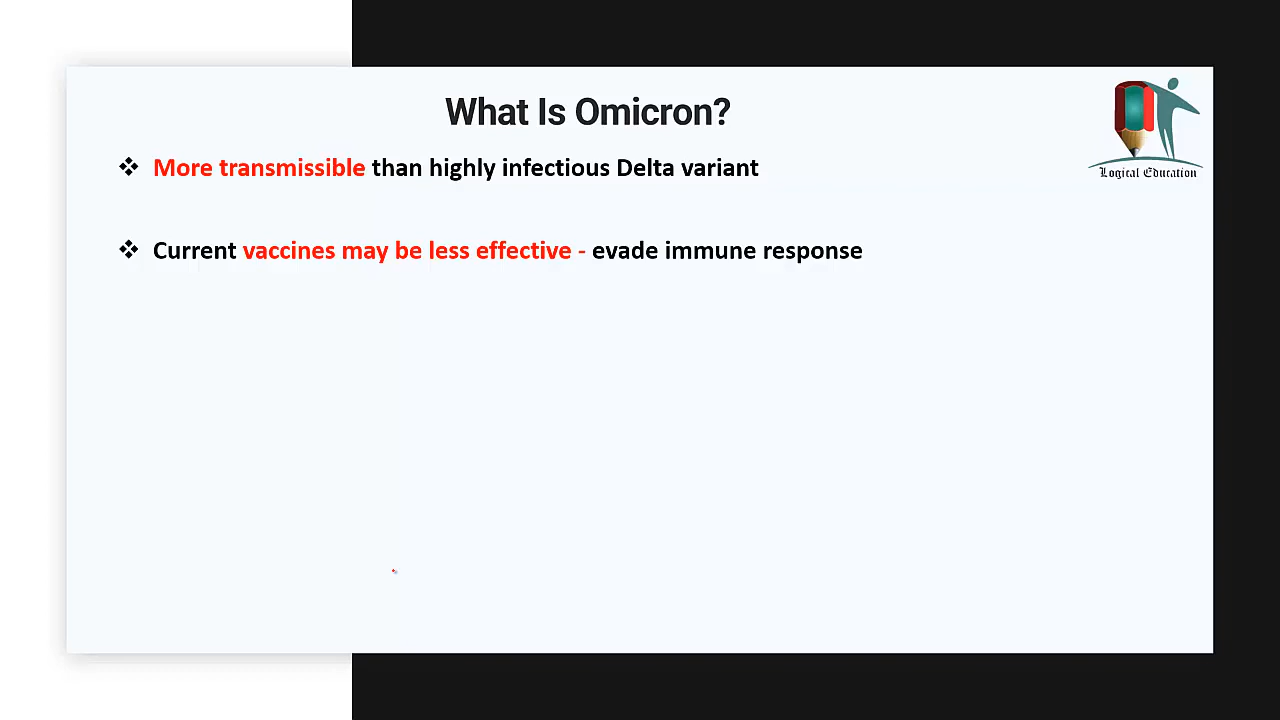 What Is Omicron?
More transmissible than highly infectious Delta variant
Current vaccines may be less effective - evade immune response
Logical Education